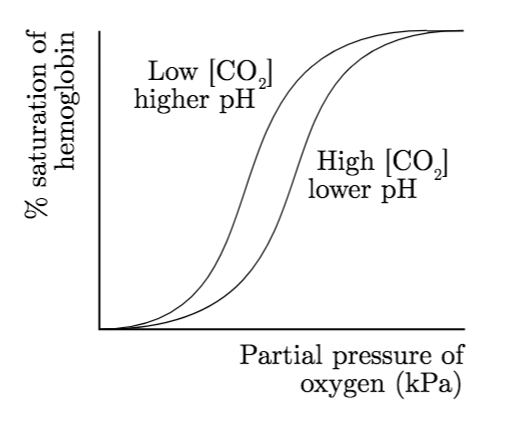 % saturation of
hemoglobin
Low [CO₂]
higher pH
High [CO₂]
lower pH
Partial pressure of
oxygen (kPa)